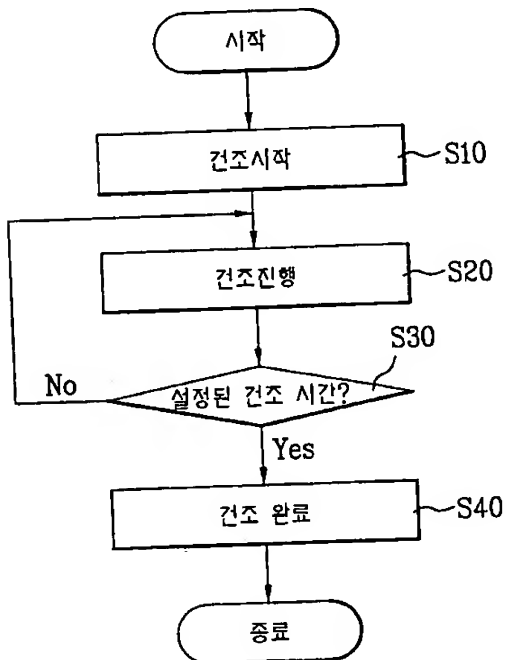 시작
건조시작
S10
건조진행
S20
S30
설정된 건조 시간?
No
Yes
건조 완료
S40
종료